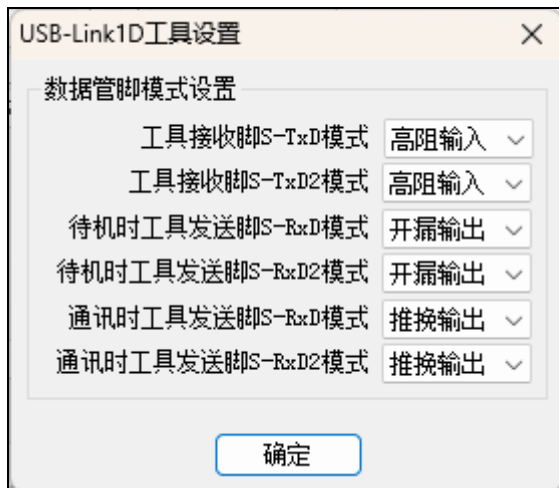 USB-Link1D工具设置
数据管脚模式设置
工具接收脚S-TxD模式 高阻输入
工具接收脚S-TxD2模式 高阻输入
待机时工具发送脚S-RxD模式 开漏输出
待机时工具发送脚S-RxD2模式 开漏输出
通讯时工具发送脚S-RxD模式 推挽输出
通讯时工具发送脚S-RxD2模式 推挽输出
确定